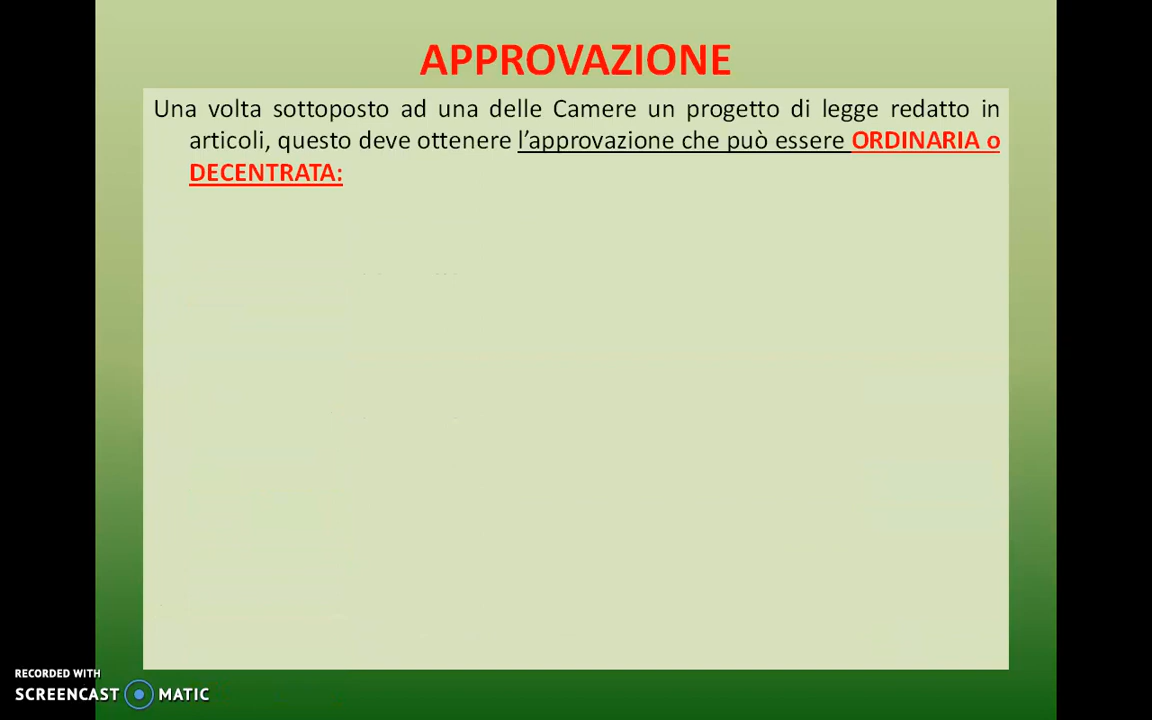 APPROVAZIONE
Una volta sottoposto ad una delle Camere un progetto di legge redatto in
articoli, questo deve ottenere l’approvazione che può essere ORDINARIA o
DECENTRATA:
RECORDED WITH
SCREENCAST MATIC